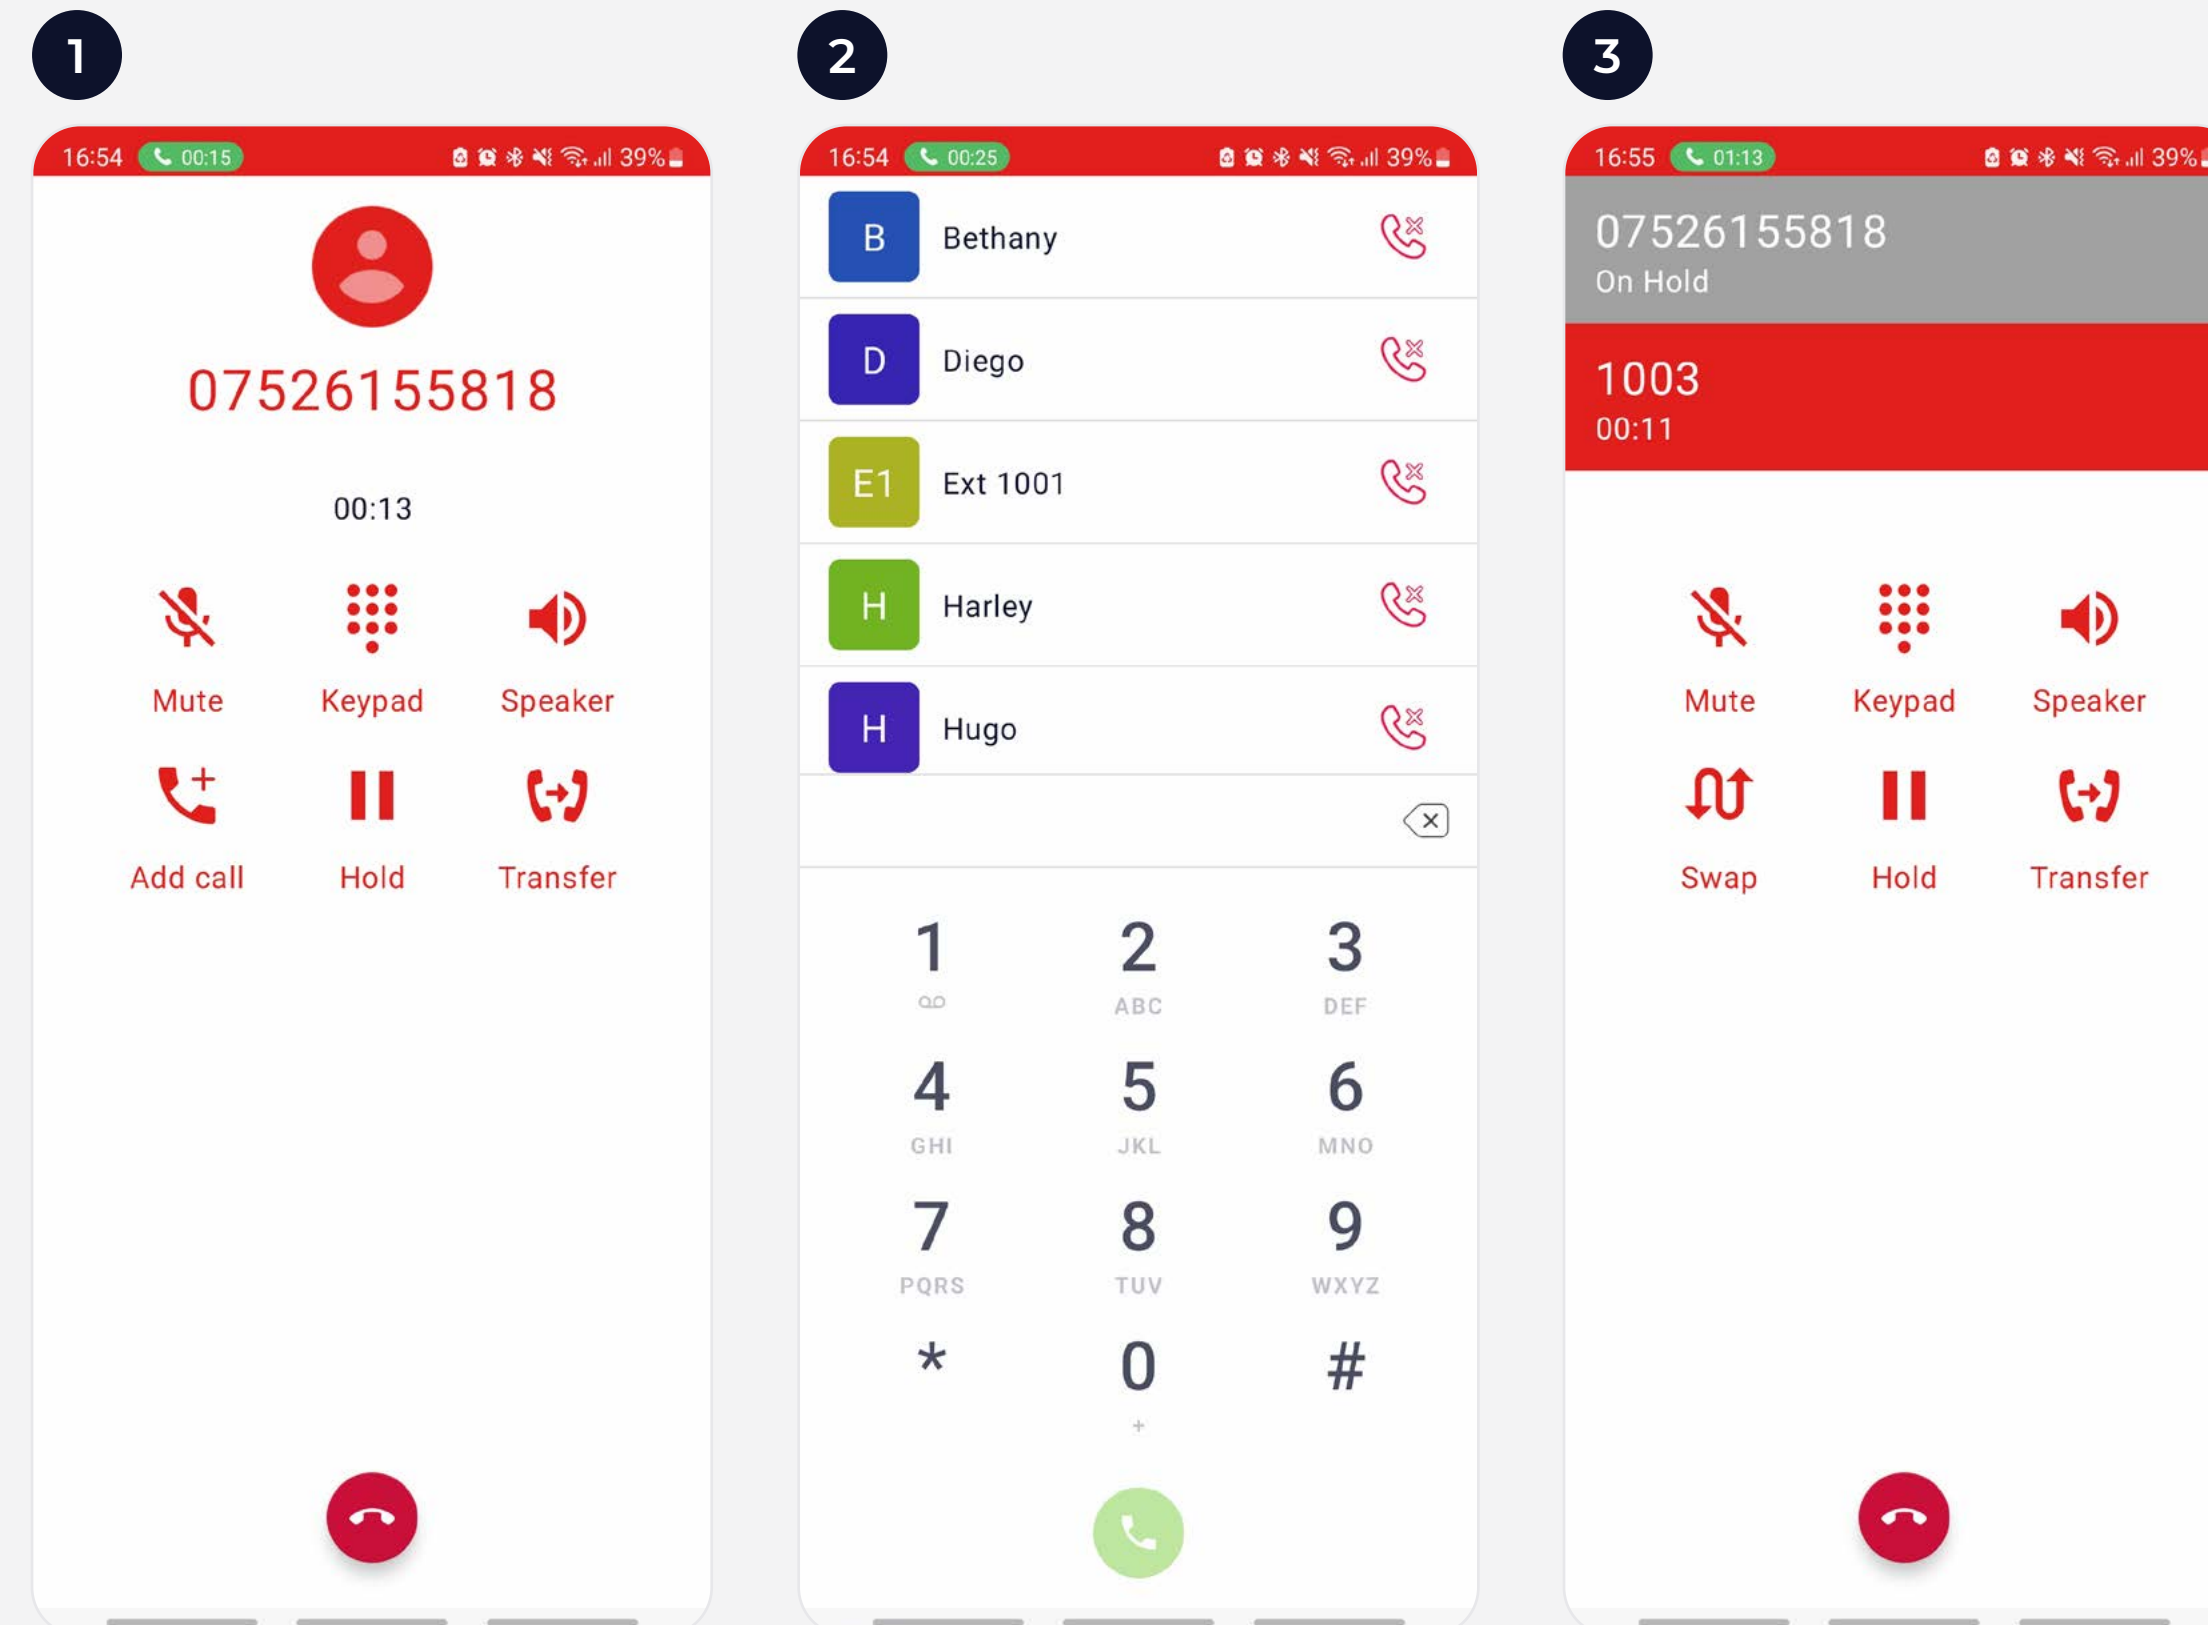 1
16:54 00:15 39%
07526155818
00:13
Mute Keypad Speaker
Add call Hold Transfer
2
16:54 00:25 39%
B Bethany
D Diego
E1 Ext 1001
H Harley
H Hugo
1 2 3
ABC DEF
4 5 6
GHI JKL MNO
7 8 9
PQRS TUV WXYZ
* 0 #
+
3
16:55 01:13 39%
07526155818
On Hold
1003
00:11
Mute Keypad Speaker
Swap Hold Transfer